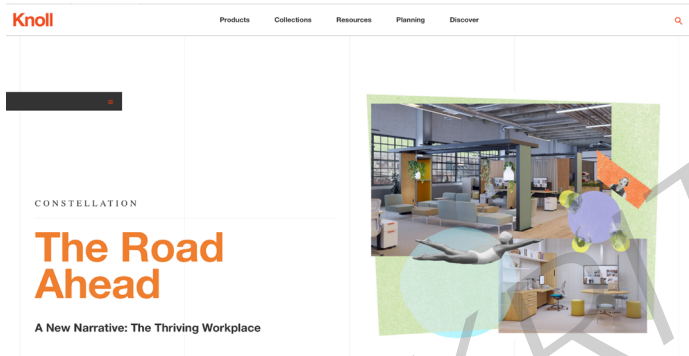 Knoll
Products Collections Resources Planning Discover
CONSTELLATION
The Road
Ahead
A New Narrative: The Thriving Workplace